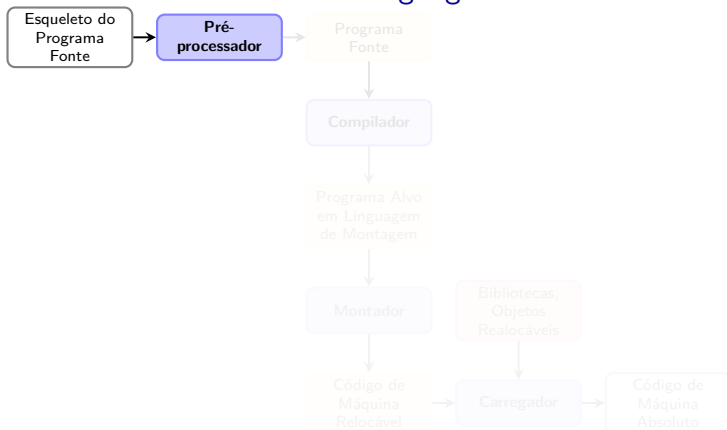 Esqueleto do
Programa
Fonte
Pré-
processador
Programa
Fonte
Compilador
Programa Alvo
em Linguagem
de Montagem
Montador
Bibliotecas,
Objetos
Realocáveis
Código de
Máquina
Relocável
Carregador
Código de
Máquina
Absoluto